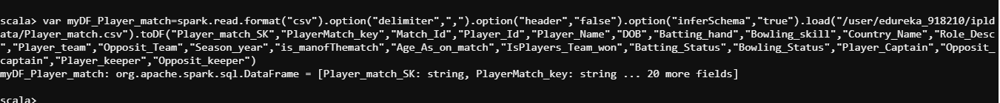 scala> var myDF_Player_match=spark.read.format("csv").option("delimiter",",").option("header","false").option("inferSchema","true").load("/user/edureka_918210/ipld
ata/Player_match.csv").toDF("Player_match_SK","PlayerMatch_key","Match_Id","Player_Id","Player_Name","DOB","Batting_hand","Bowling_skill","Country_Name","Role_Desc
","Player_team","Opposit_Team","Season_year","is_manofThematch","Age_As_on_match","IsPlayers_Team_won","Batting_Status","Bowling_Status","Player_Captain","Opposit_
captain","Player_keeper","Opposit_keeper")
myDF_Player_match: org.apache.spark.sql.DataFrame = [Player_match_SK: string, PlayerMatch_key: string ... 20 more fields]
scala>